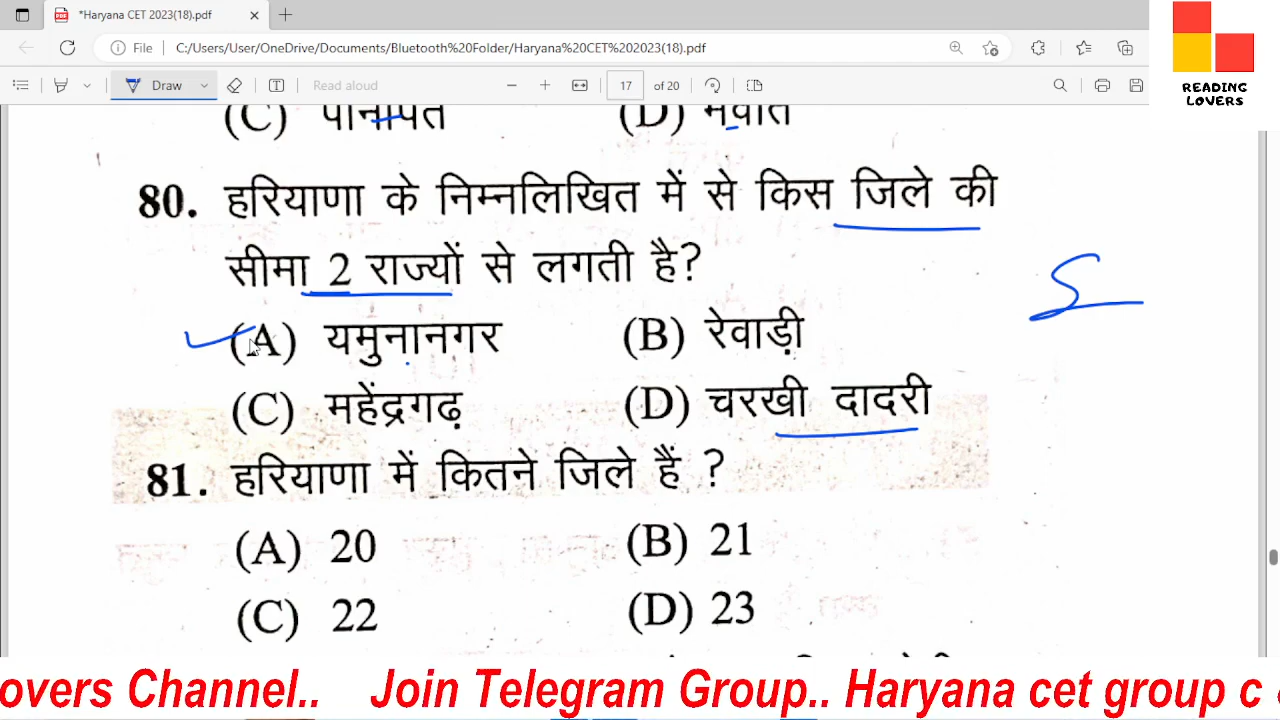 *Haryana CET 2023(18).pdf
File C:/Users/User/OneDrive/Documents/Bluetooth%20Folder/Haryana%20CET%202023(18).pdf
READING
LOVERS
Draw Read aloud 17 of 20
(C) पानीपत (D) मेवात
80. हरियाणा के निम्नलिखित में से किस जिले की
सीमा 2 राज्यों से लगती है?
(A) यमुनानगर (B) रेवाड़ी
(C) महेंद्रगढ़ (D) चरखी दादरी
81. हरियाणा में कितने जिले हैं ?
(A) 20 (B) 21
(C) 22 (D) 23
overs Channel.. Join Telegram Group.. Haryana cet group c